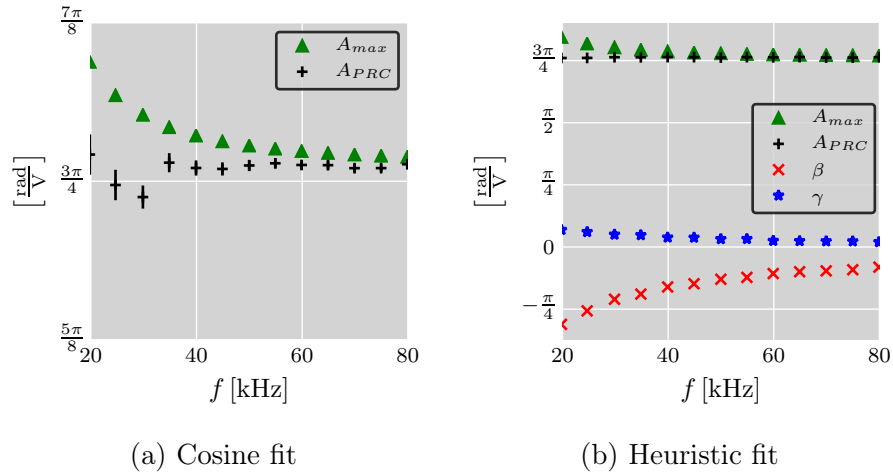 7π/8
3π/4
5π/8
[rad/V]
A_max
A_PRC
20 40 60 80
f [kHz]
(a) Cosine fit
3π/4
π/2
π/4
0
−π/4
[rad/V]
A_max
A_PRC
β
γ
20 40 60 80
f [kHz]
(b) Heuristic fit